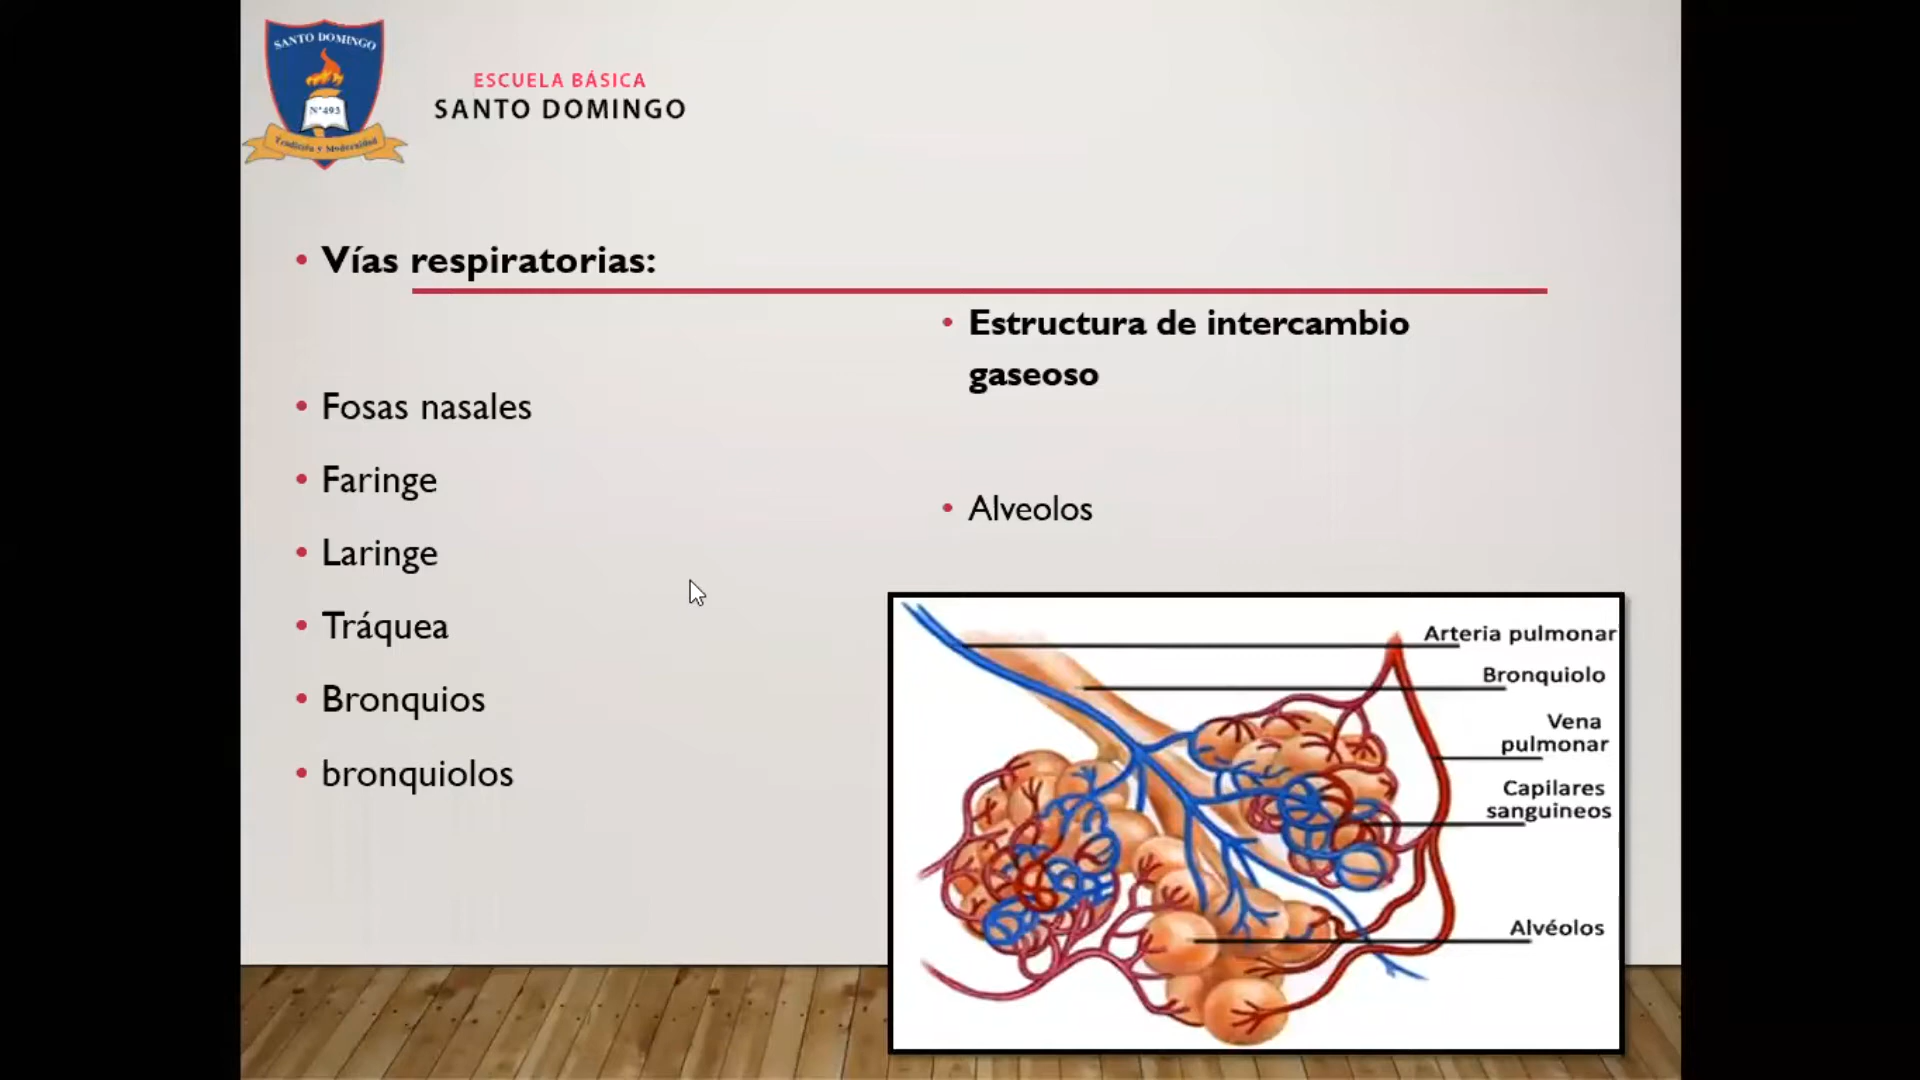 SANTO DOMINGO
N°493
Tradición y Modernidad
ESCUELA BÁSICA
SANTO DOMINGO
• Vías respiratorias:
• Fosas nasales
• Faringe
• Laringe
• Tráquea
• Bronquios
• bronquiolos
• Estructura de intercambio
gaseoso
• Alveolos
Arteria pulmonar
Bronquiolo
Vena
pulmonar
Capilares
sanguineos
Alvéolos